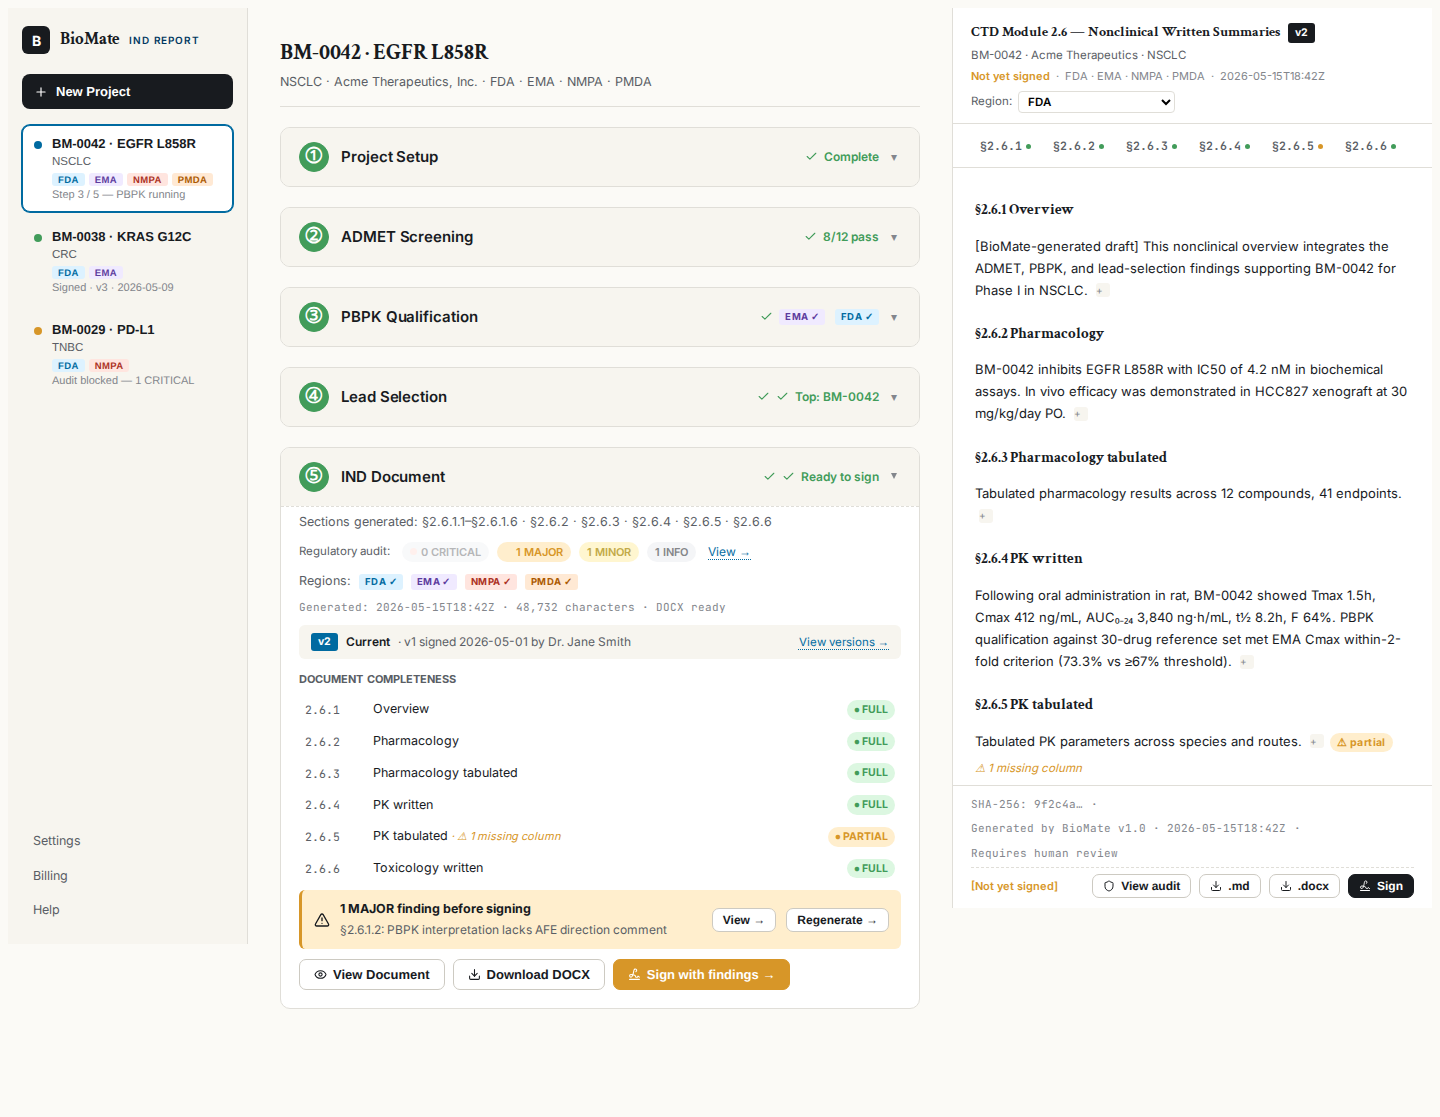 B BioMate IND REPORT
+ New Project
BM-0042 · EGFR L858R
NSCLC
FDA EMA NMPA PMDA
Step 3 / 5 — PBPK running
BM-0038 · KRAS G12C
CRC
FDA EMA
Signed · v3 · 2026-05-09
BM-0029 · PD-L1
TNBC
FDA NMPA
Audit blocked — 1 CRITICAL
Settings
Billing
Help
BM-0042 · EGFR L858R
NSCLC · Acme Therapeutics, Inc. · FDA · EMA · NMPA · PMDA
① Project Setup ✓ Complete ▼
② ADMET Screening ✓ 8/12 pass ▼
③ PBPK Qualification ✓ EMA ✓ FDA ✓ ▼
④ Lead Selection ✓ ✓ Top: BM-0042 ▼
⑤ IND Document ✓ ✓ Ready to sign ▼
Sections generated: §2.6.1.1–§2.6.1.6 · §2.6.2 · §2.6.3 · §2.6.4 · §2.6.5 · §2.6.6
Regulatory audit: 0 CRITICAL 1 MAJOR 1 MINOR 1 INFO View →
Regions: FDA ✓ EMA ✓ NMPA ✓ PMDA ✓
Generated: 2026-05-15T18:42Z · 48,732 characters · DOCX ready
v2 Current · v1 signed 2026-05-01 by Dr. Jane Smith View versions →
DOCUMENT COMPLETENESS
2.6.1 Overview ● FULL
2.6.2 Pharmacology ● FULL
2.6.3 Pharmacology tabulated ● FULL
2.6.4 PK written ● FULL
2.6.5 PK tabulated · ⚠ 1 missing column ● PARTIAL
2.6.6 Toxicology written ● FULL
1 MAJOR finding before signing
§2.6.1.2: PBPK interpretation lacks AFE direction comment
View → Regenerate →
View Document Download DOCX Sign with findings →
CTD Module 2.6 — Nonclinical Written Summaries v2
BM-0042 · Acme Therapeutics · NSCLC
Not yet signed · FDA · EMA · NMPA · PMDA · 2026-05-15T18:42Z
Region: FDA
§2.6.1 ● §2.6.2 ● §2.6.3 ● §2.6.4 ● §2.6.5 ● §2.6.6 ●
§2.6.1 Overview
[BioMate-generated draft] This nonclinical overview integrates the
ADMET, PBPK, and lead-selection findings supporting BM-0042 for
Phase I in NSCLC. +
§2.6.2 Pharmacology
BM-0042 inhibits EGFR L858R with IC50 of 4.2 nM in biochemical
assays. In vivo efficacy was demonstrated in HCC827 xenograft at 30
mg/kg/day PO. +
§2.6.3 Pharmacology tabulated
Tabulated pharmacology results across 12 compounds, 41 endpoints.
+
§2.6.4 PK written
Following oral administration in rat, BM-0042 showed Tmax 1.5h,
Cmax 412 ng/mL, AUC₀₋₂₄ 3,840 ng·h/mL, t½ 8.2h, F 64%. PBPK
qualification against 30-drug reference set met EMA Cmax within-2-
fold criterion (73.3% vs ≥67% threshold). +
§2.6.5 PK tabulated
Tabulated PK parameters across species and routes. + ⚠ partial
⚠ 1 missing column
SHA-256: 9f2c4a… ·
Generated by BioMate v1.0 · 2026-05-15T18:42Z ·
Requires human review
[Not yet signed] View audit .md .docx Sign